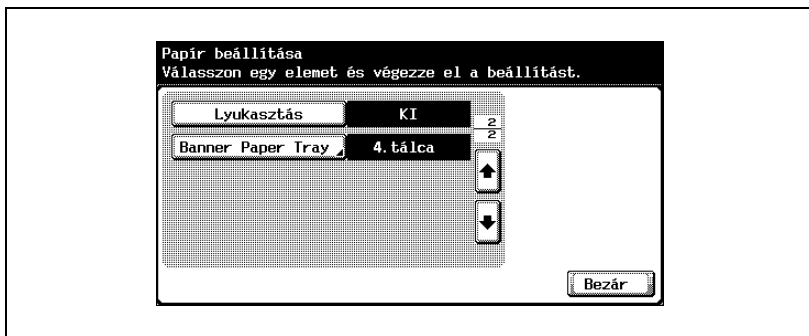 Papír beállítása
Válasszon egy elemet és végezze el a beállítást.
Lyukasztás KI
2
Banner Paper Tray 4.tálca
2
Bezár